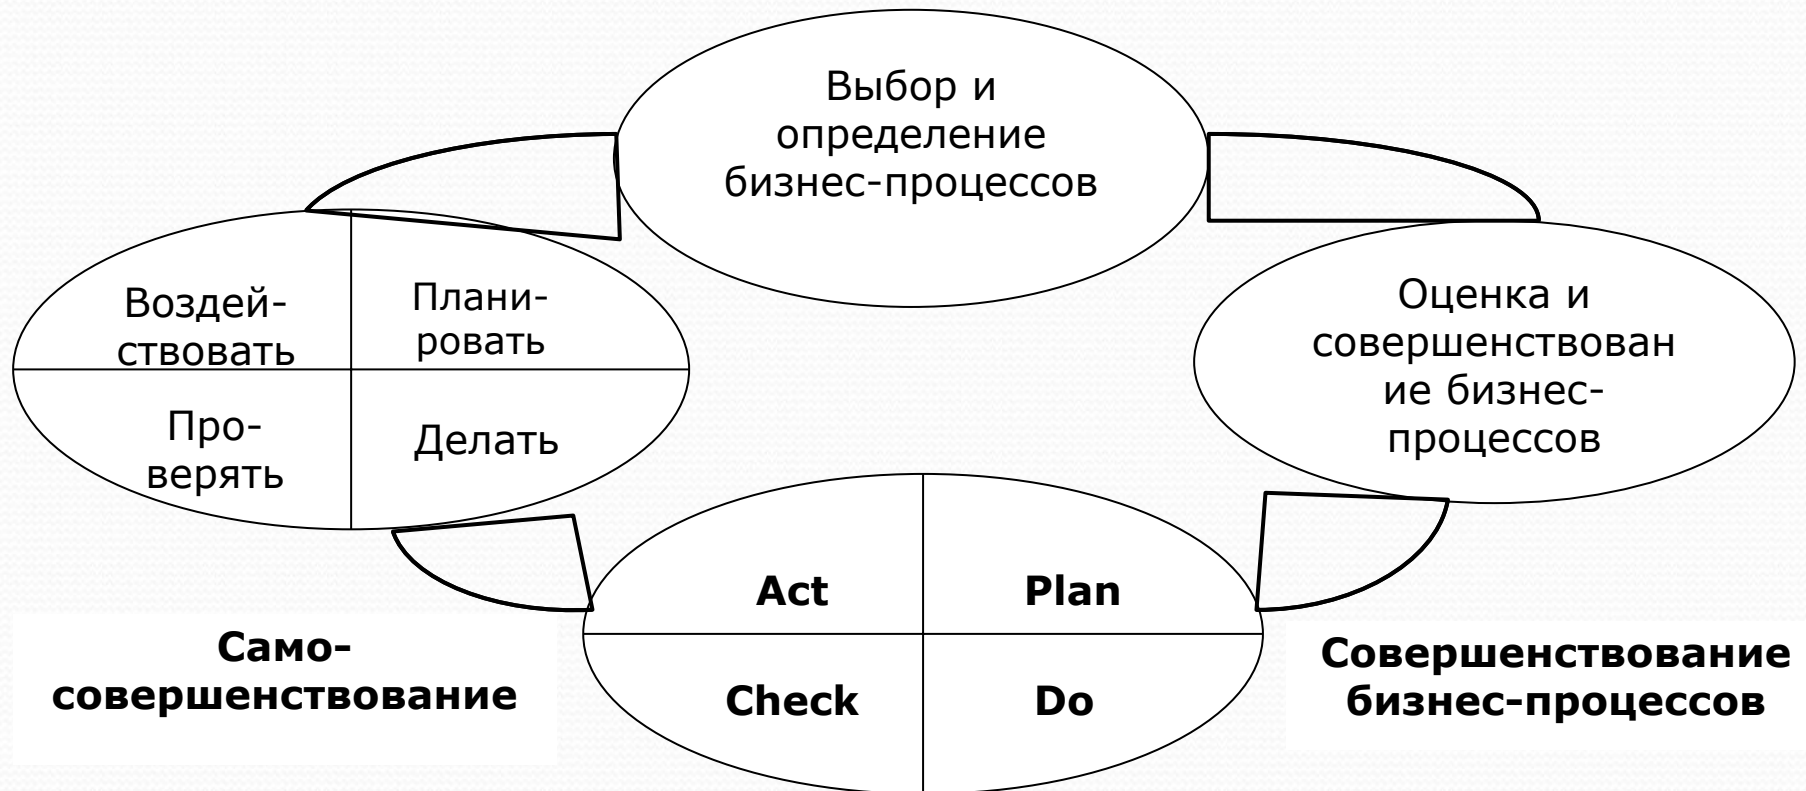 Выбор и
определение
бизнес-процессов
Воздей-
ствовать
Плани-
ровать
Про-
верять
Делать
Оценка и
совершенствован
ие бизнес-
процессов
Act
Plan
Check
Do
Само-
совершенствование
Совершенствование
бизнес-процессов